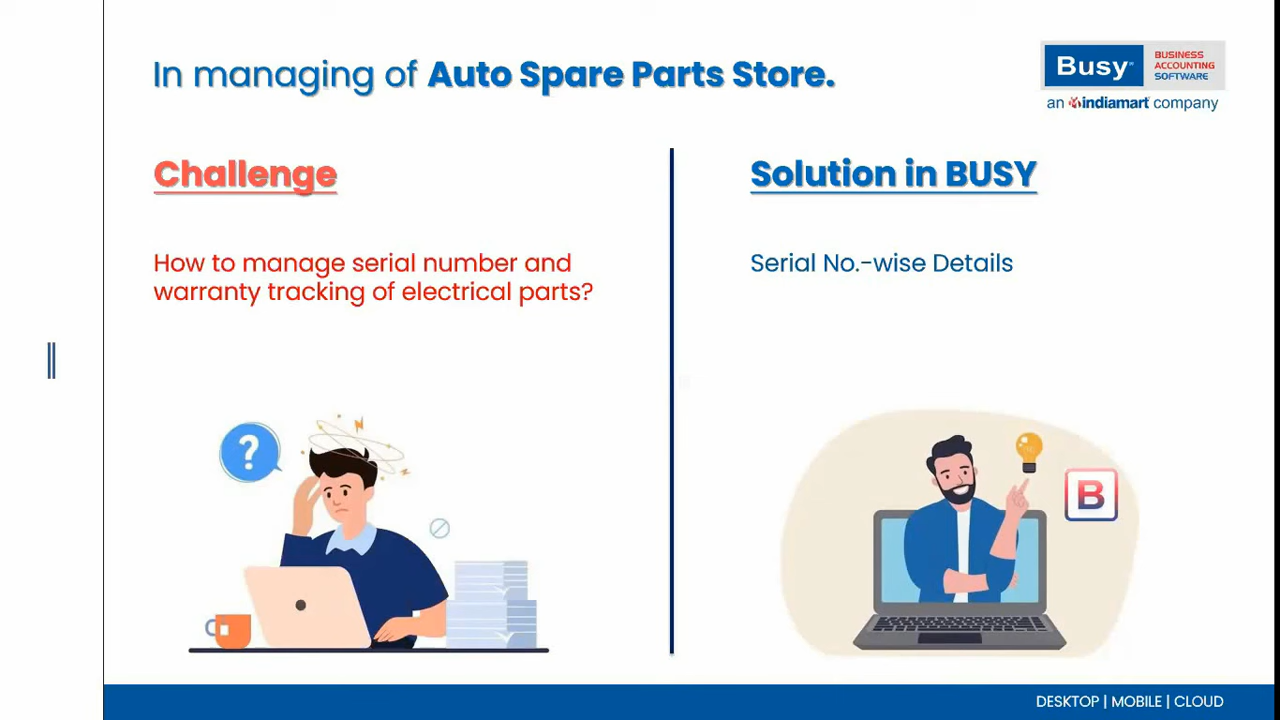 In managing of Auto Spare Parts Store.
Busy
BUSINESS
ACCOUNTING
SOFTWARE
an indiamart company
Challenge
How to manage serial number and
warranty tracking of electrical parts?
Solution in BUSY
Serial No.-wise Details
?
B
DESKTOP | MOBILE | CLOUD